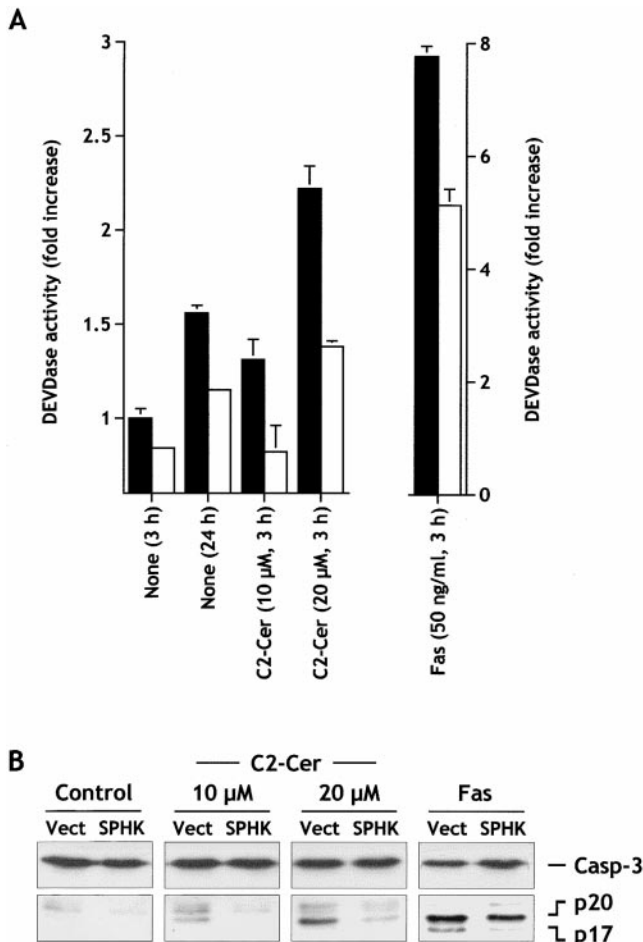 A
DEVDase activity (fold increase)
3
2.5
2
1.5
1
8
6
4
2
0
DEVDase activity (fold increase)
None (3 h)
None (24 h)
C2-Cer (10 µM, 3 h)
C2-Cer (20 µM, 3 h)
Fas (50 ng/ml, 3 h)
B
C2-Cer
Control 10 µM 20 µM Fas
Vect SPHK Vect SPHK Vect SPHK Vect SPHK
Casp-3
p20
p17